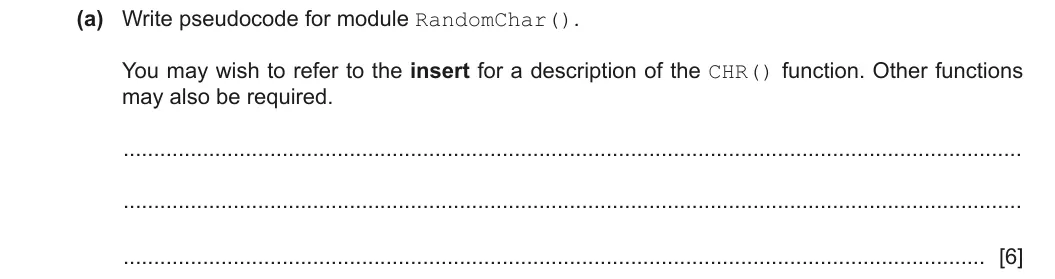 (a) Write pseudocode for module RandomChar().
You may wish to refer to the insert for a description of the CHR() function. Other functions
may also be required.
[6]